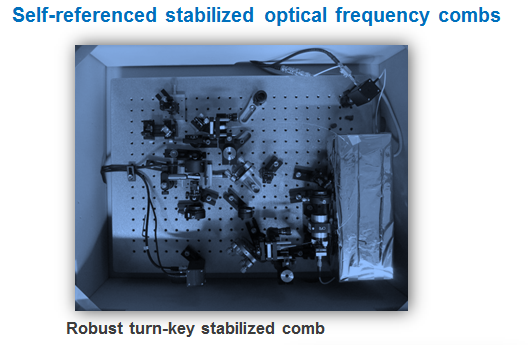 Self-referenced stabilized optical frequency combs
Robust turn-key stabilized comb